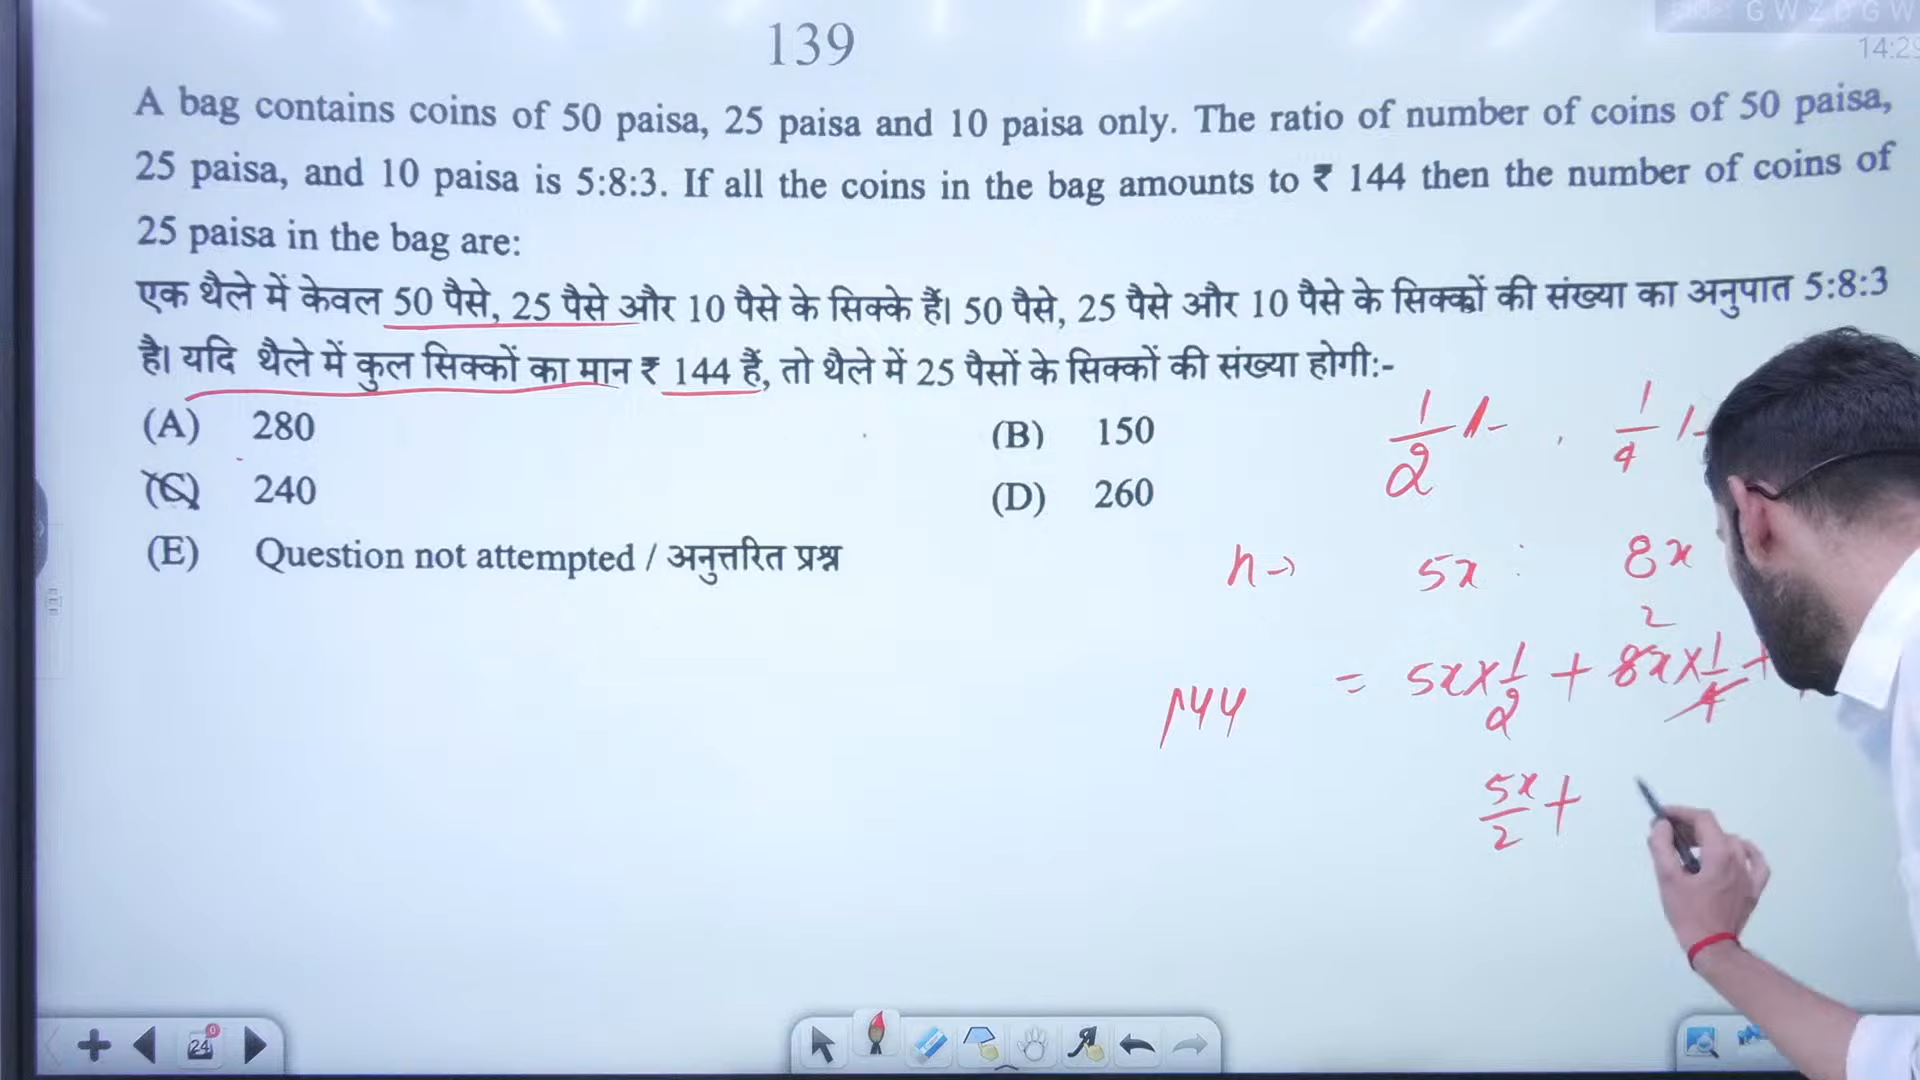 139
A bag contains coins of 50 paisa, 25 paisa and 10 paisa only. The ratio of number of coins of 50 paisa,
25 paisa, and 10 paisa is 5:8:3. If all the coins in the bag amounts to ₹ 144 then the number of coins of
25 paisa in the bag are:
एक थैले में केवल 50 पैसे, 25 पैसे और 10 पैसे के सिक्के हैं। 50 पैसे, 25 पैसे और 10 पैसे के सिक्कों की संख्या का अनुपात 5:8:3
है। यदि थैले में कुल सिक्कों का मान ₹ 144 हैं, तो थैले में 25 पैसों के सिक्कों की संख्या होगी:-
(A) 280 (B) 150
(C) 240 (D) 260
(E) Question not attempted / अनुत्तरित प्रश्न
1/2 1/4
n→ 5x : 8x
2
144 = 5x×1/2 + 8x×1/4 +
5x/2 +
24